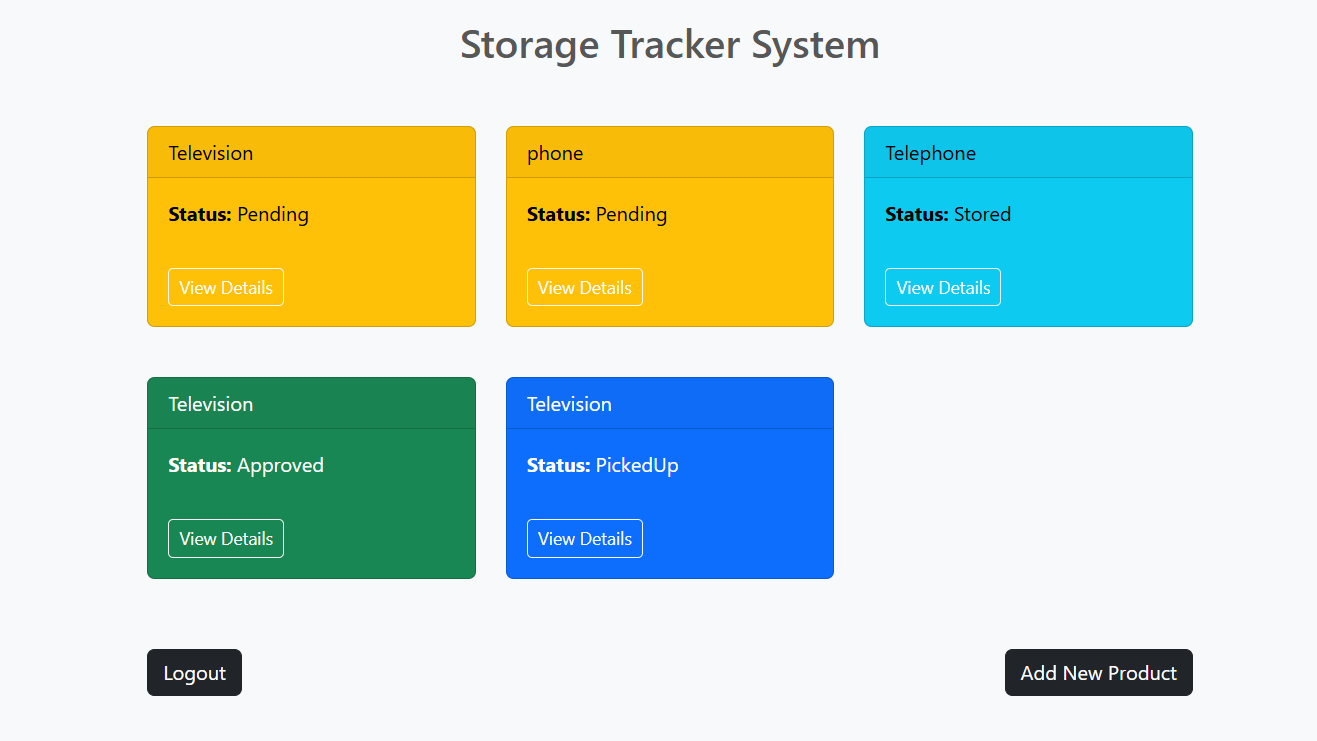 Storage Tracker System
Television
Status: Pending
View Details
phone
Status: Pending
View Details
Telephone
Status: Stored
View Details
Television
Status: Approved
View Details
Television
Status: PickedUp
View Details
Logout
Add New Product